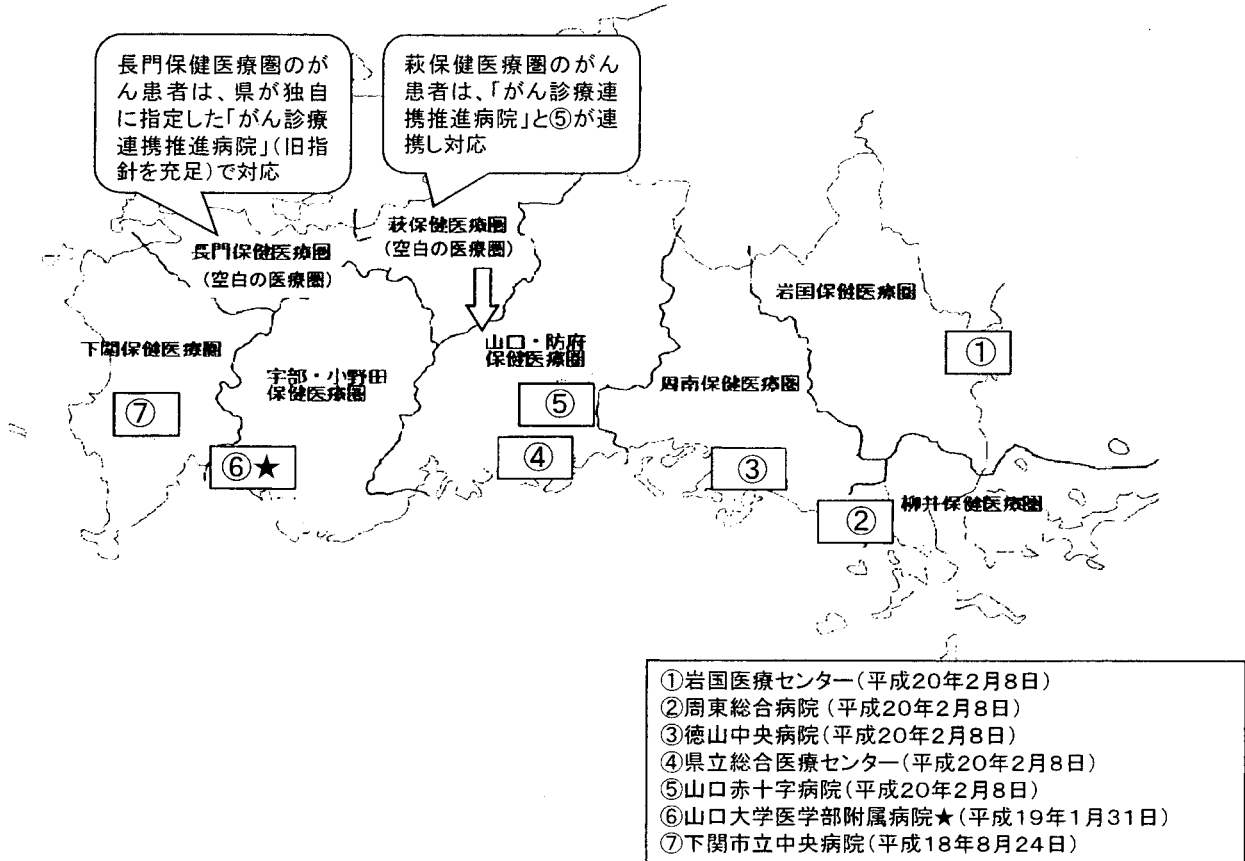 長門保健医療圏のが
ん患者は、県が独自
に指定した「がん診療
連携推進病院」(旧指
針を充足)で対応
萩保健医療圏のがん
患者は、「がん診療連
携推進病院」と⑤が連
携し対応
長門保健医療圏
(空白の医療圏)
萩保健医療圏
(空白の医療圏)
岩国保健医療圏
下関保健医療圏
宇部・小野田
保健医療圏
山口・防府
保健医療圏
周南保健医療圏
柳井保健医療圏
①
⑦
⑤
⑥★
④
③
②
①岩国医療センター(平成20年2月8日)
②周東総合病院(平成20年2月8日)
③徳山中央病院(平成20年2月8日)
④県立総合医療センター(平成20年2月8日)
⑤山口赤十字病院(平成20年2月8日)
⑥山口大学医学部附属病院★(平成19年1月31日)
⑦下関市立中央病院(平成18年8月24日)